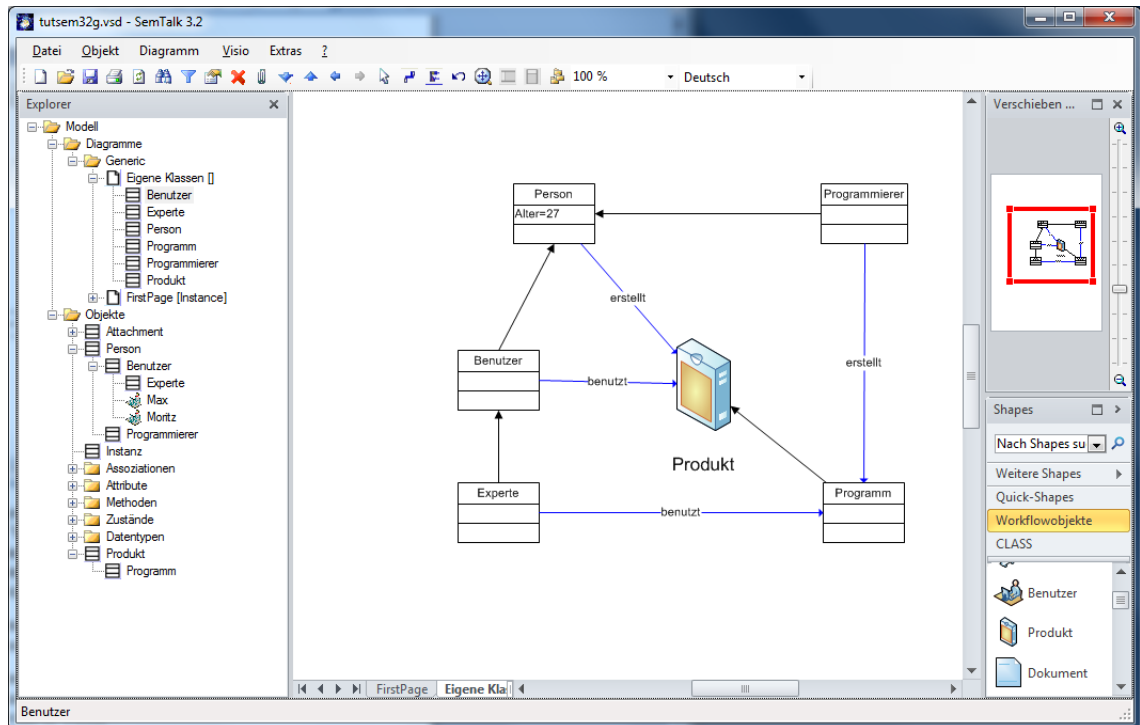 tutsem32g.vsd - SemTalk 3.2
Datei Objekt Diagramm Visio Extras ?
100 % Deutsch
Explorer
Modell
Diagramme
Generic
Eigene Klassen []
Benutzer
Experte
Person
Programm
Programmierer
Produkt
FirstPage [Instance]
Objekte
Attachment
Person
Benutzer
Experte
Max
Moritz
Programmierer
Instanz
Assoziationen
Attribute
Methoden
Zustände
Datentypen
Produkt
Programm
Person
Alter=27
Programmierer
erstellt
erstellt
Benutzer
benutzt
Produkt
Experte
benutzt
Programm
FirstPage Eigene Kla
Verschieben ...
Shapes
Nach Shapes su
Weitere Shapes
Quick-Shapes
Workflowobjekte
CLASS
Benutzer
Produkt
Dokument
Benutzer